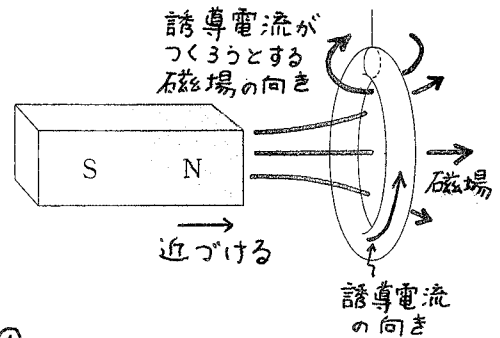 誘導電流が
つくろうとする
磁場の向き
S N
磁場
近づける
誘導電流
の向き